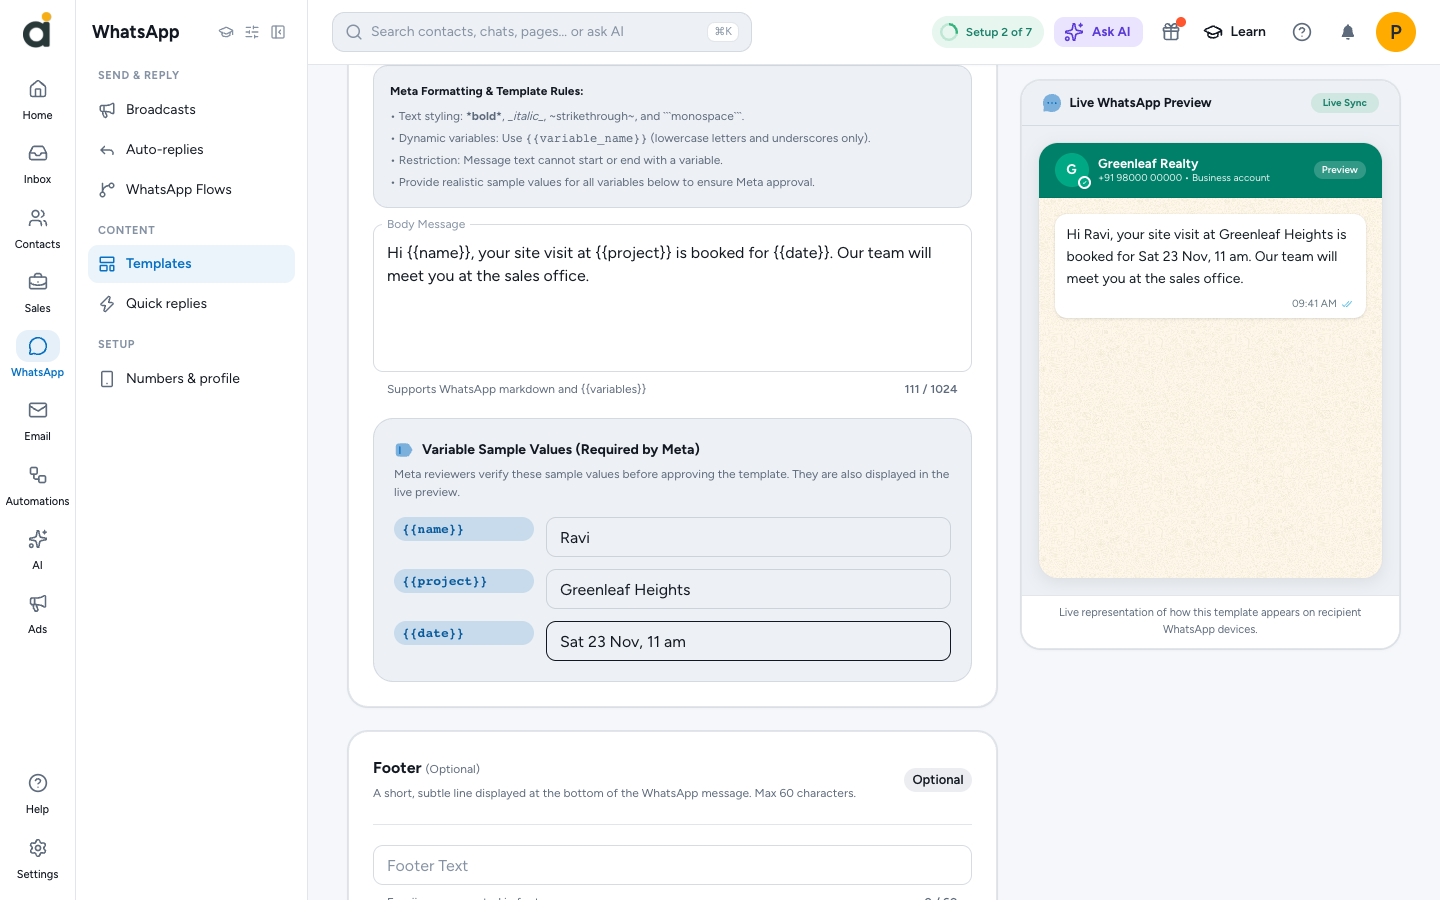 WhatsApp
Search contacts, chats, pages... or ask AI
⌘K
Setup 2 of 7
Ask AI
Learn
P
Home
Inbox
Contacts
Sales
WhatsApp
Email
Automations
AI
Ads
Help
Settings
SEND & REPLY
Broadcasts
Auto-replies
WhatsApp Flows
CONTENT
Templates
Quick replies
SETUP
Numbers & profile
Meta Formatting & Template Rules:
• Text styling: *bold*, _italic_, ~strikethrough~, and ```monospace```.
• Dynamic variables: Use {{variable_name}} (lowercase letters and underscores only).
• Restriction: Message text cannot start or end with a variable.
• Provide realistic sample values for all variables below to ensure Meta approval.
Body Message
Hi {{name}}, your site visit at {{project}} is booked for {{date}}. Our team will
meet you at the sales office.
Supports WhatsApp markdown and {{variables}}
111 / 1024
Variable Sample Values (Required by Meta)
Meta reviewers verify these sample values before approving the template. They are also displayed in the
live preview.
{{name}}
Ravi
{{project}}
Greenleaf Heights
{{date}}
Sat 23 Nov, 11 am
Footer (Optional)
Optional
A short, subtle line displayed at the bottom of the WhatsApp message. Max 60 characters.
Footer Text
Live WhatsApp Preview
Live Sync
G
Greenleaf Realty
+91 98000 00000 • Business account
Preview
Hi Ravi, your site visit at Greenleaf Heights is
booked for Sat 23 Nov, 11 am. Our team will
meet you at the sales office.
09:41 AM
Live representation of how this template appears on recipient
WhatsApp devices.